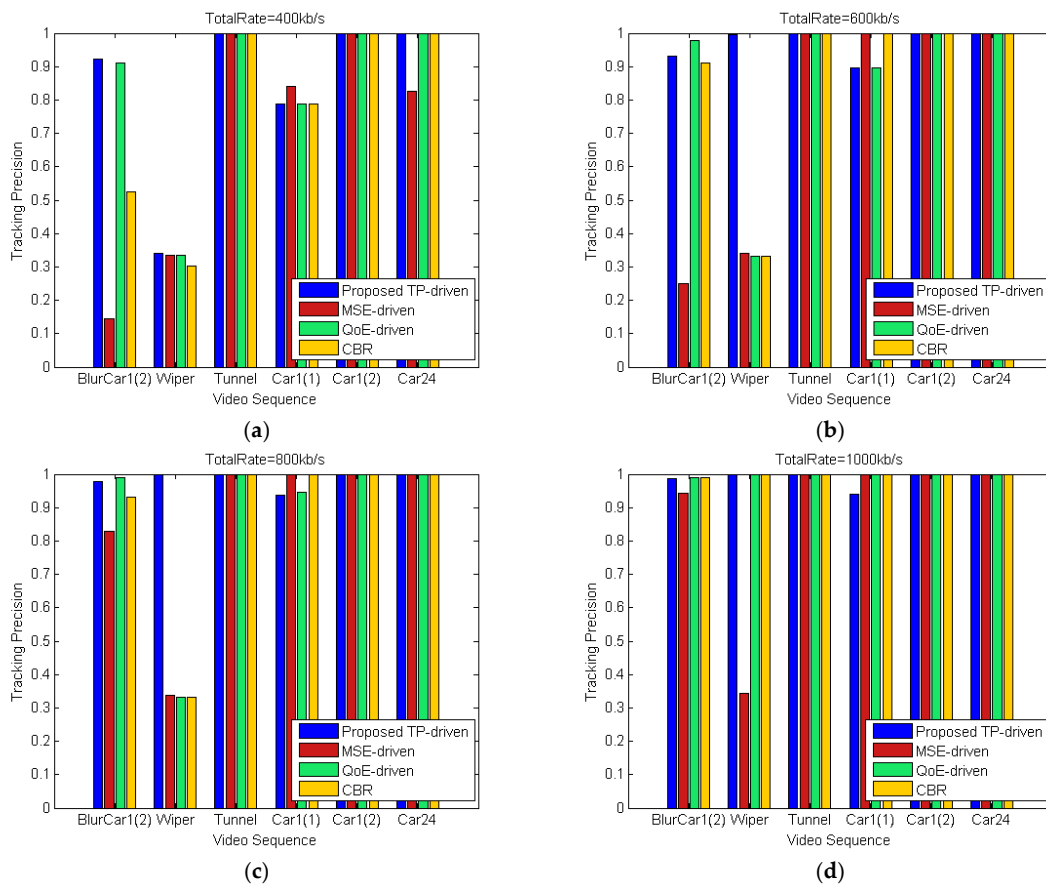 TotalRate=400kb/s
1
0.9
0.8
0.7
0.6
0.5
0.4
0.3
0.2
0.1
0
Tracking Precision
Proposed TP-driven
MSE-driven
QoE-driven
CBR
BlurCar1(2) Wiper Tunnel Car1(1) Car1(2) Car24
Video Sequence
(a)
TotalRate=600kb/s
1
0.9
0.8
0.7
0.6
0.5
0.4
0.3
0.2
0.1
0
Tracking Precision
Proposed TP-driven
MSE-driven
QoE-driven
CBR
BlurCar1(2) Wiper Tunnel Car1(1) Car1(2) Car24
Video Sequence
(b)
TotalRate=800kb/s
1
0.9
0.8
0.7
0.6
0.5
0.4
0.3
0.2
0.1
0
Tracking Precision
Proposed TP-driven
MSE-driven
QoE-driven
CBR
BlurCar1(2) Wiper Tunnel Car1(1) Car1(2) Car24
Video Sequence
(c)
TotalRate=1000kb/s
1
0.9
0.8
0.7
0.6
0.5
0.4
0.3
0.2
0.1
0
Tracking Precision
Proposed TP-driven
MSE-driven
QoE-driven
CBR
BlurCar1(2) Wiper Tunnel Car1(1) Car1(2) Car24
Video Sequence
(d)